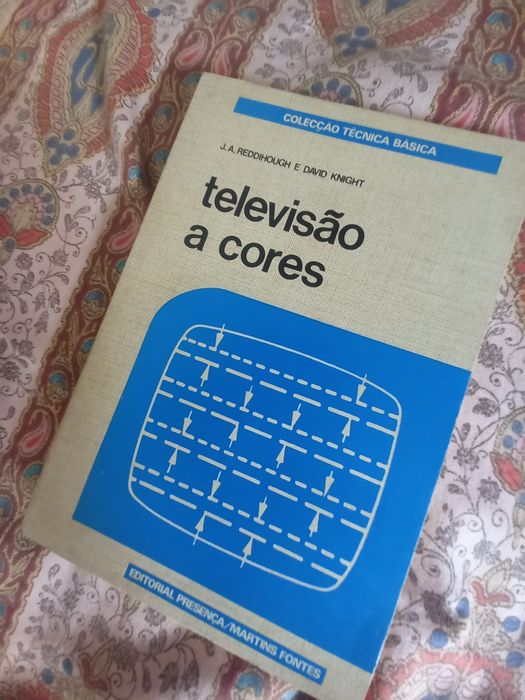 COLECÇÃO TÉCNICA BÁSICA
J. A. REDDIHOUGH E DAVID KNIGHT
televisão
a cores
EDITORIAL PRESENÇA/MARTINS FONTES